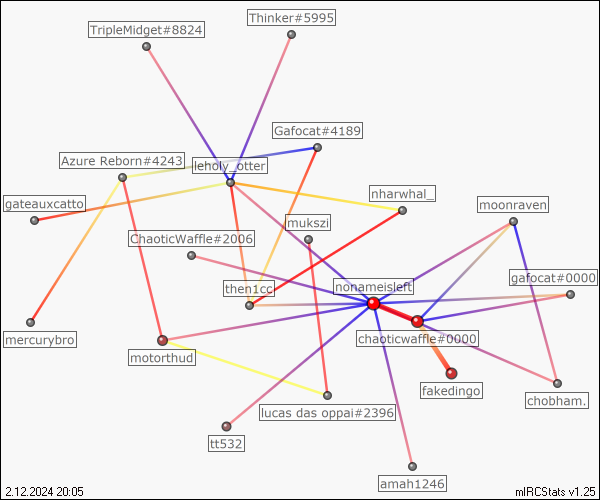 Thinker#5995
TripleMidget#8824
Gafocat#4189
Azure Reborn#4243
leholy_otter
nharwhal_
gateauxcatto
moonraven
mukszi
ChaoticWaffle#2006
gafocat#0000
then1cc
nonameisleft
mercurybro
chaoticwaffle#0000
motorthud
fakedingo
chobham.
lucas das oppai#2396
tt532
amah1246
2.12.2024 20:05
mIRCStats v1.25